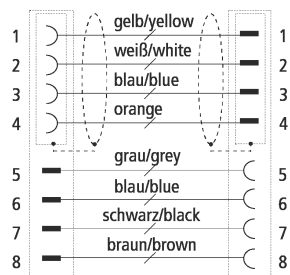 gelb/yellow
1 1
weiß/white
2 2
blau/blue
3 3
orange
4 4
grau/grey
5 5
blau/blue
6 6
schwarz/black
7 7
braun/brown
8 8